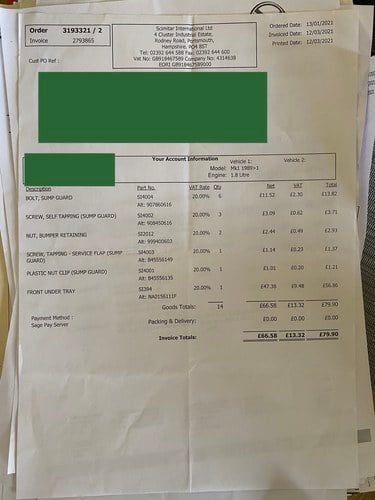 Order 3193321 / 2
Invoice 2793865
Cust PO Ref :
Scimitar International Ltd
4 Cluster Industrial Estate,
Rodney Road, Portsmouth,
Hampshire. PO4 8ST
Tel: 02392 644 588 Fax: 02392 644 600
Vat No: GB918467589 Company No: 4314638
EORI GB918467589000
Ordered Date: 13/01/2021
Invoiced Date: 12/03/2021
Printed Date: 12/03/2021
Your Account Information
Vehicle 1: Vehicle 2:
Model: Mk1 1989>1
Engine: 1.8 Litre
Description Part No. VAT Rate Qty Net VAT Total
BOLT, SUMP GUARD SI4004 20.00% 6 £11.52 £2.30 £13.82
Alt: 907860616
SCREW, SELF TAPPING (SUMP GUARD) SI4002 20.00% 3 £3.09 £0.62 £3.71
Alt: 908450616
NUT, BUMPER RETAINING SI2012 20.00% 2 £2.44 £0.49 £2.93
Alt: 999400603
SCREW, TAPPING - SERVICE FLAP (SUMP GUARD) SI4003 20.00% 1 £1.14 £0.23 £1.37
Alt: B45556149
PLASTIC NUT CLIP (SUMP GUARD) SI4001 20.00% 1 £1.01 £0.20 £1.21
Alt: B45556135
FRONT UNDER TRAY SI394 20.00% 1 £47.38 £9.48 £56.86
Alt: NA0156111F
Goods Totals: 14 £66.58 £13.32 £79.90
Payment Method : Packing & Delivery: £0.00 £0.00 £0.00
Sage Pay Server
Invoice Totals: £66.58 £13.32 £79.90